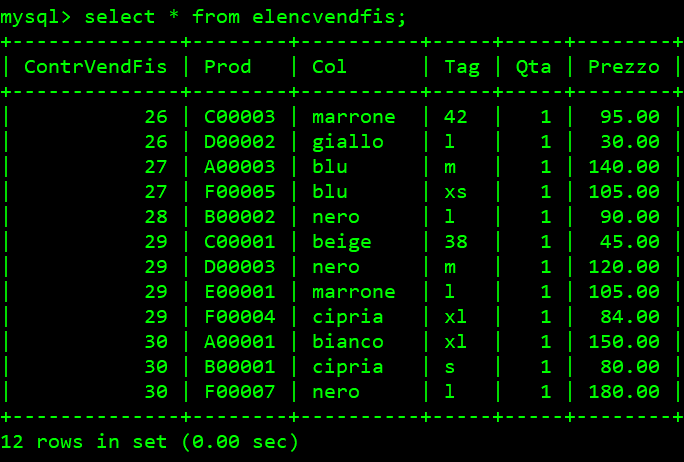 mysql> select * from elencvendfis;
+--------------+--------+---------+-----+-----+--------+
| ContrVendFis | Prod   | Col     | Tag | Qta | Prezzo |
+--------------+--------+---------+-----+-----+--------+
|           26 | C00003 | marrone | 42  |   1 |  95.00 |
|           26 | D00002 | giallo  | l   |   1 |  30.00 |
|           27 | A00003 | blu     | m   |   1 | 140.00 |
|           27 | F00005 | blu     | xs  |   1 | 105.00 |
|           28 | B00002 | nero    | l   |   1 |  90.00 |
|           29 | C00001 | beige   | 38  |   1 |  45.00 |
|           29 | D00003 | nero    | m   |   1 | 120.00 |
|           29 | E00001 | marrone | l   |   1 | 105.00 |
|           29 | F00004 | cipria  | xl  |   1 |  84.00 |
|           30 | A00001 | bianco  | xl  |   1 | 150.00 |
|           30 | B00001 | cipria  | s   |   1 |  80.00 |
|           30 | F00007 | nero    | l   |   1 | 180.00 |
+--------------+--------+---------+-----+-----+--------+
12 rows in set (0.00 sec)